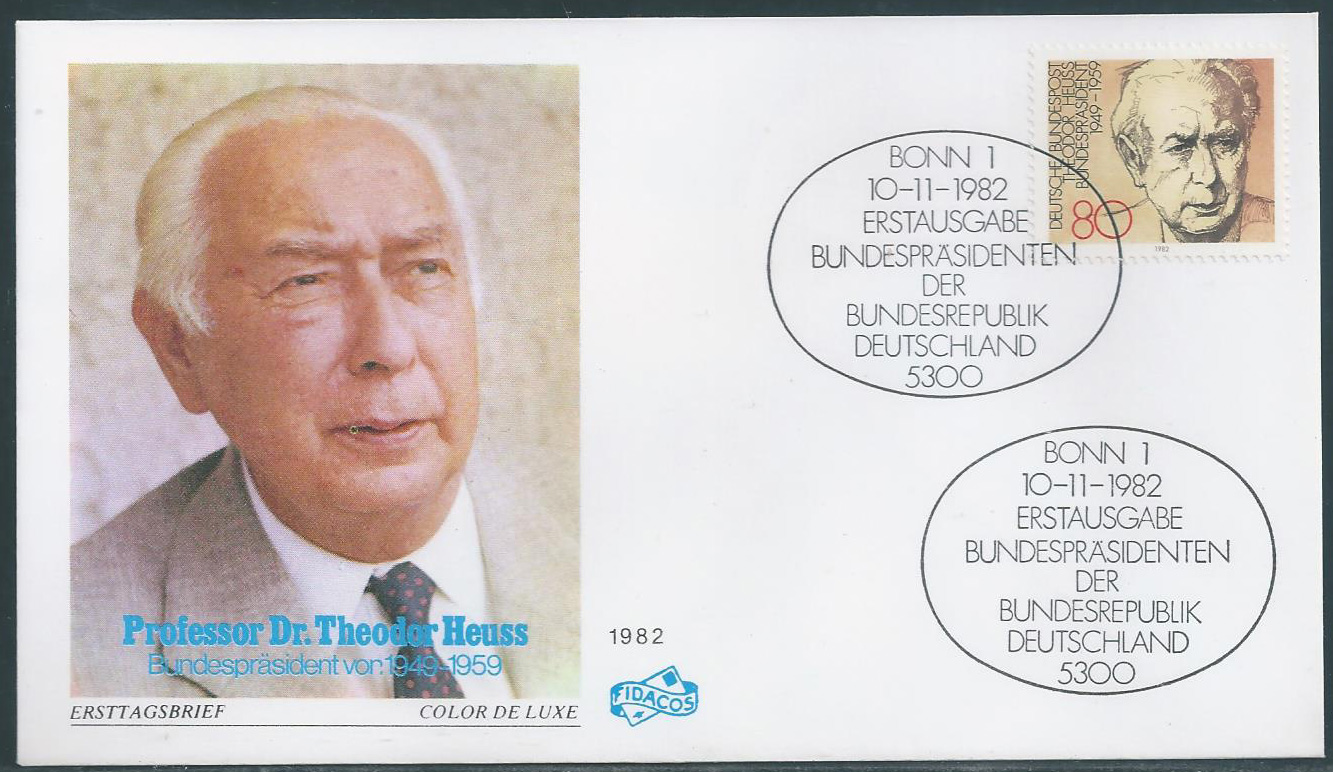 Professor Dr. Theodor Heuss
Bundespräsident von 1949-1959
ERSTTAGSBRIEF COLOR DE LUXE
1982
FIDACOS
DEUTSCHE BUNDESPOST
THEODOR HEUSS
BUNDESPRÄSIDENT
1949-1959
80
1982
BONN 1
10-11-1982
ERSTAUSGABE
BUNDESPRÄSIDENTEN
DER
BUNDESREPUBLIK
DEUTSCHLAND
5300
BONN 1
10-11-1982
ERSTAUSGABE
BUNDESPRÄSIDENTEN
DER
BUNDESREPUBLIK
DEUTSCHLAND
5300